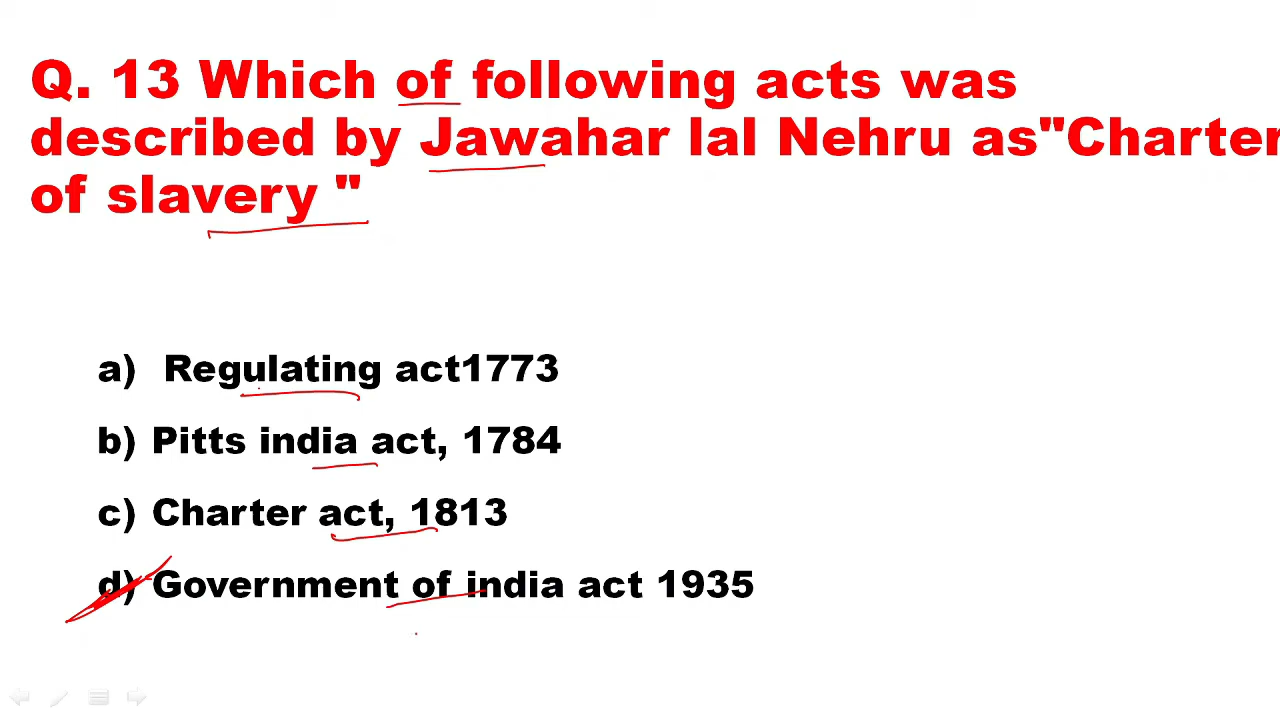 Q. 13 Which of following acts was
described by Jawahar lal Nehru as"Charter
of slavery "
a) Regulating act1773
b) Pitts india act, 1784
c) Charter act, 1813
d) Government of india act 1935